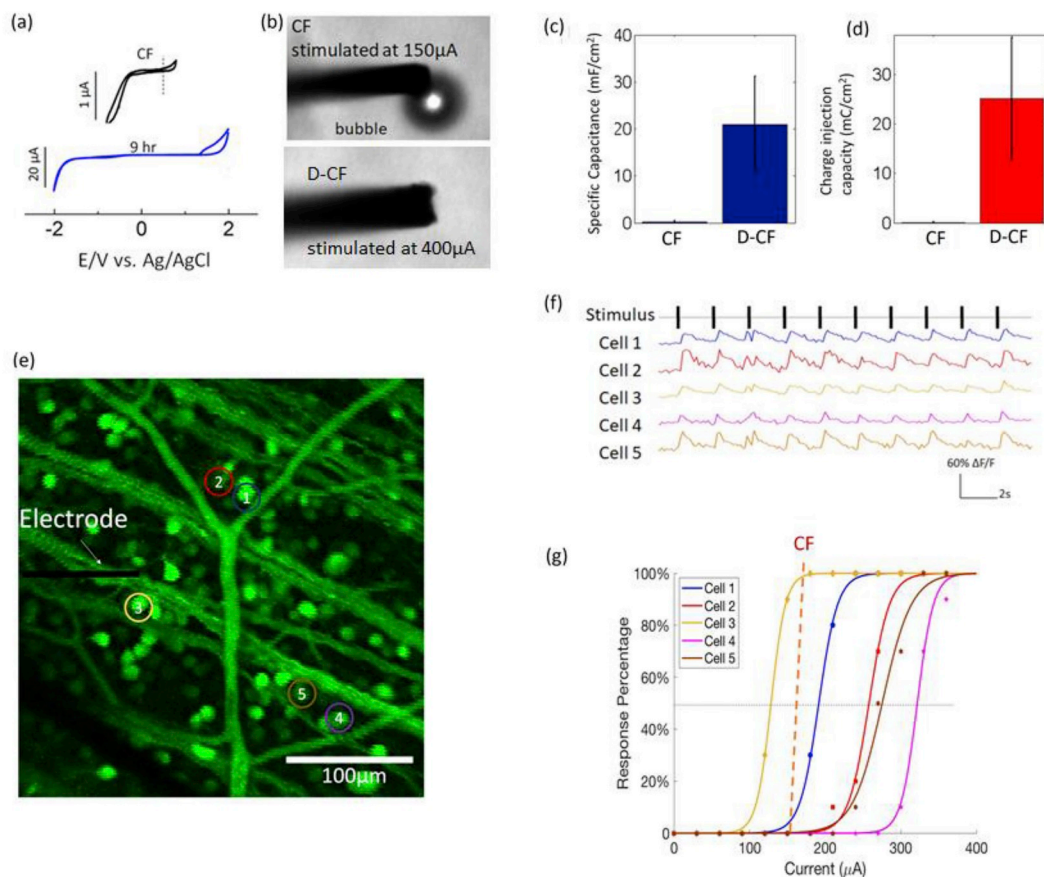 (a)
CF
1 µA
9 hr
20 µA
-2
0
2
E/V vs. Ag/AgCl
(b)
CF
stimulated at 150µA
bubble
D-CF
stimulated at 400µA
(c)
Specific Capacitance (mF/cm²)
40
30
20
10
0
CF
D-CF
(d)
Charge injection
capacity (mC/cm²)
30
20
10
0
CF
D-CF
(e)
2
1
Electrode
3
5
4
100µm
(f)
Stimulus
Cell 1
Cell 2
Cell 3
Cell 4
Cell 5
60% ΔF/F
2s
(g)
CF
Response Percentage
100%
80%
60%
40%
20%
0
Cell 1
Cell 2
Cell 3
Cell 4
Cell 5
0
100
200
300
400
Current (µA)